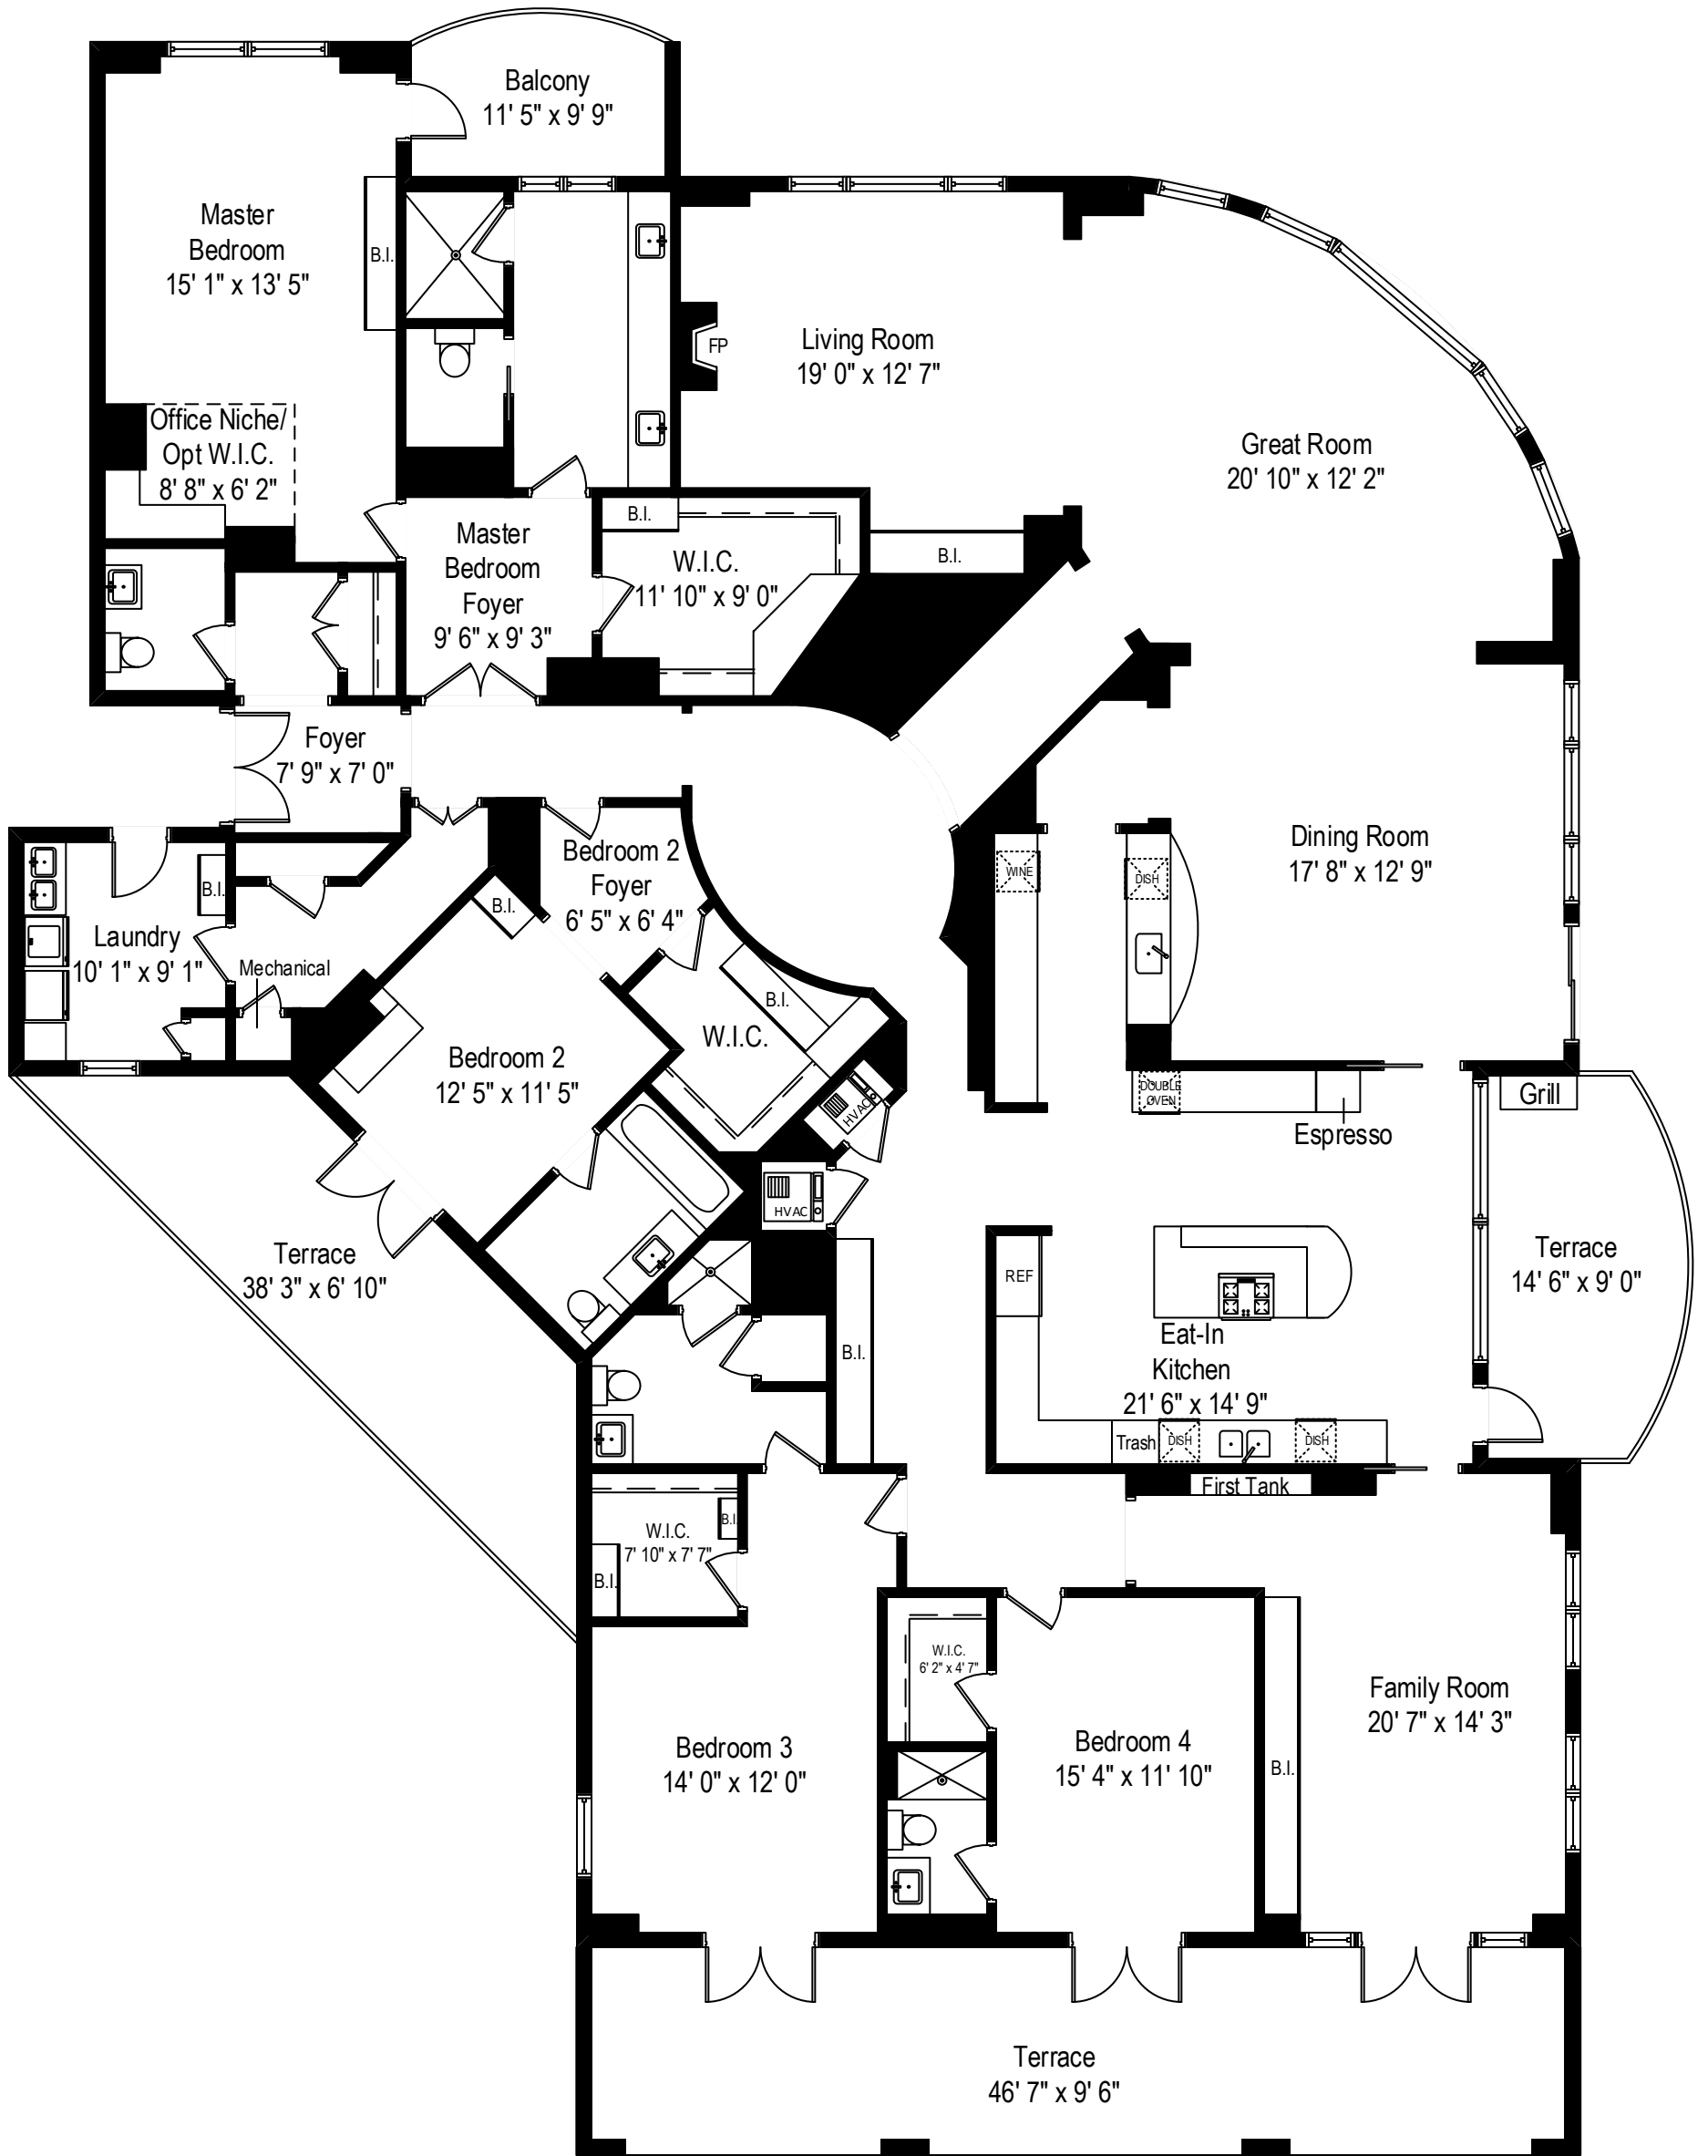 Balcony
11' 5" x 9' 9"
Master
Bedroom
15' 1" x 13' 5"
B.I.
Living Room
19' 0" x 12' 7"
FP
Great Room
20' 10" x 12' 2"
Office Niche/
Opt W.I.C.
8' 8" x 6' 2"
Master
Bedroom
Foyer
9' 6" x 9' 3"
B.I.
W.I.C.
11' 10" x 9' 0"
B.I.
Foyer
7' 9" x 7' 0"
Bedroom 2
Foyer
6' 5" x 6' 4"
B.I.
WINE
DISH
Dining Room
17' 8" x 12' 9"
B.I.
Laundry
10' 1" x 9' 1"
Mechanical
B.I.
W.I.C.
Bedroom 2
12' 5" x 11' 5"
HVAC
HVAC
DOUBLE
OVEN
Espresso
Grill
Terrace
38' 3" x 6' 10"
REF
Terrace
14' 6" x 9' 0"
Eat-In
Kitchen
21' 6" x 14' 9"
B.I.
Trash
DISH
DISH
First Tank
W.I.C.
7' 10" x 7' 7"
B.I.
B.I.
W.I.C.
6' 2" x 4' 7"
Family Room
20' 7" x 14' 3"
Bedroom 3
14' 0" x 12' 0"
Bedroom 4
15' 4" x 11' 10"
B.I.
Terrace
46' 7" x 9' 6"